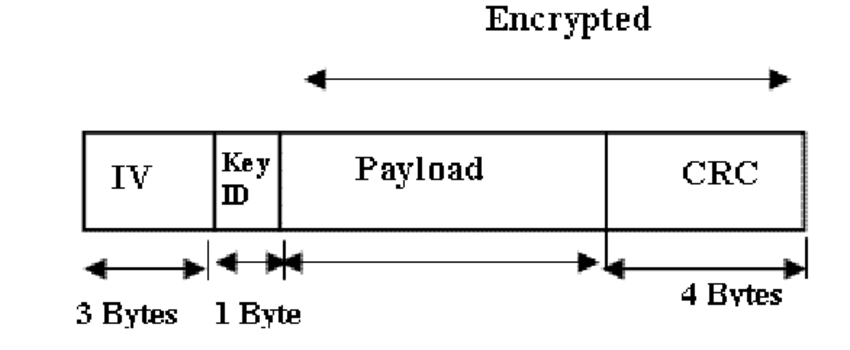 Encrypted
IV
Key
ID
Payload
CRC
3 Bytes
1 Byte
4 Bytes